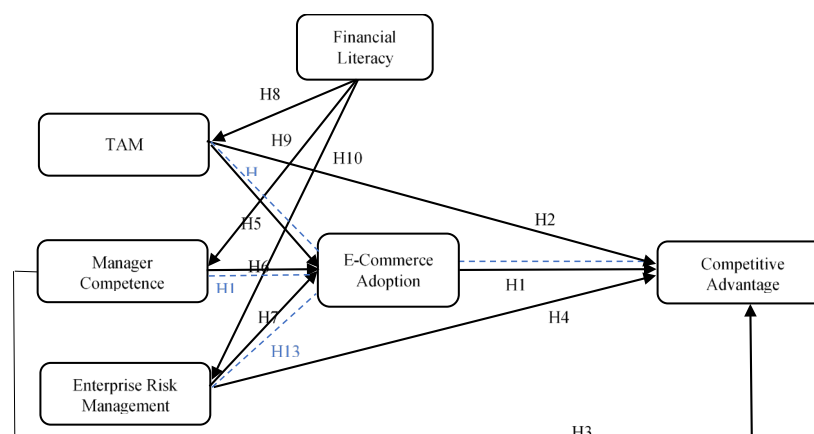 Financial
Literacy
H8
TAM
H9
H10
H
H5
H2
Manager
Competence
H6
H1
E-Commerce
Adoption
H1
Competitive
Advantage
H7
H4
H13
Enterprise Risk
Management
H3